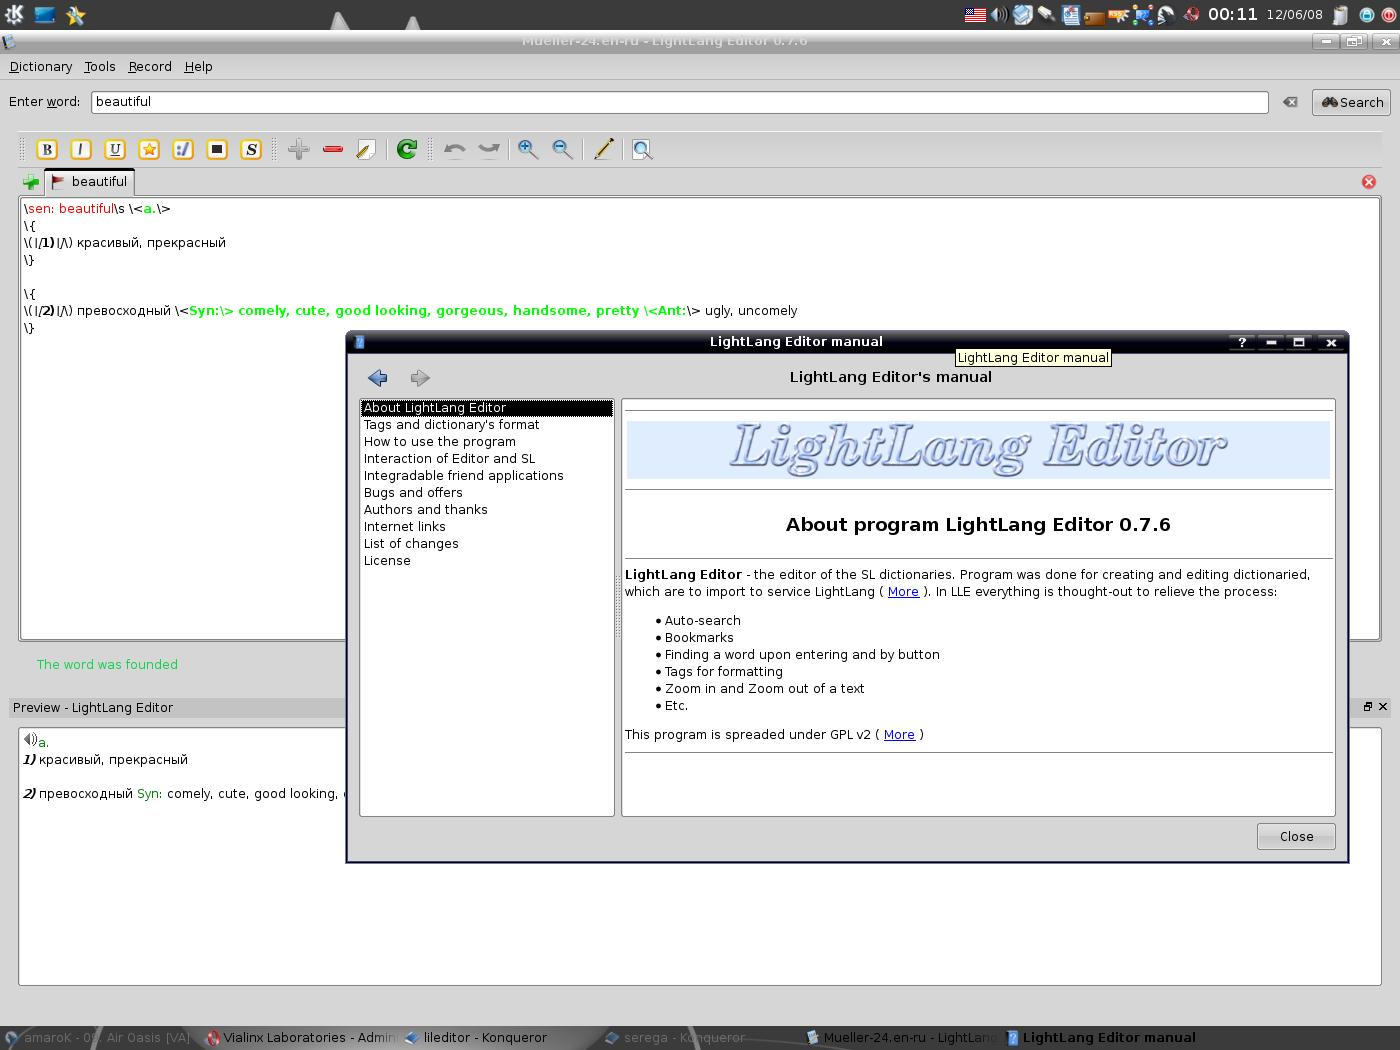 00:11 12/06/08
Mueller-24.en-ru - LightLang Editor 0.7.6
Dictionary Tools Record Help
Enter word: beautiful Search
B I U S
beautiful
\sen: beautiful\s \<a.\>
\{
\(|/1)|/\) красивый, прекрасный
\}
\{
\(|/2)|/\) превосходный \<Syn:\> comely, cute, good looking, gorgeous, handsome, pretty \<Ant:\> ugly, uncomely
\}
LightLang Editor manual
LightLang Editor manual
LightLang Editor's manual
About LightLang Editor
Tags and dictionary's format
How to use the program
Interaction of Editor and SL
Integradable friend applications
Bugs and offers
Authors and thanks
Internet links
List of changes
License
LightLang Editor
About program LightLang Editor 0.7.6
LightLang Editor - the editor of the SL dictionaries. Program was done for creating and editing dictionaried,
which are to import to service LightLang ( More ). In LLE everything is thought-out to relieve the process:
• Auto-search
• Bookmarks
• Finding a word upon entering and by button
• Tags for formatting
• Zoom in and Zoom out of a text
• Etc.
This program is spreaded under GPL v2 ( More )
Close
The word was founded
Preview - LightLang Editor
a.
1) красивый, прекрасный
2) превосходный Syn: comely, cute, good looking,
amaroK - 09. Air Oasis [VA] Vialinx Laboratories - Admin lileditor - Konqueror serega - Konqueror Mueller-24.en-ru - LightLang LightLang Editor manual